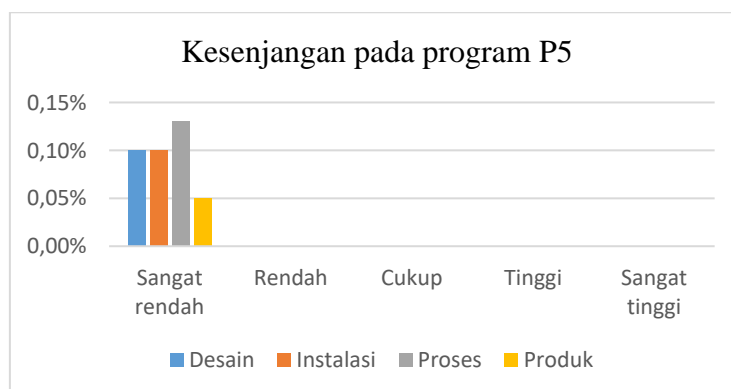 Kesenjangan pada program P5
0,15%
0,10%
0,05%
0,00%
Sangat rendah
Rendah
Cukup
Tinggi
Sangat tinggi
Desain
Instalasi
Proses
Produk